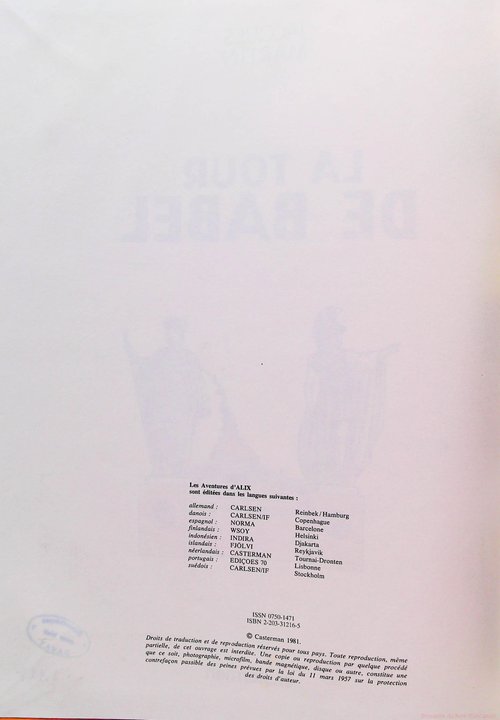 LA TOUR
DE BABEL
Les Aventures d'ALIX
sont éditées dans les langues suivantes :
allemand : CARLSEN Reinbek/Hamburg
danois : CARLSEN/IF Copenhague
espagnol : NORMA Barcelone
finlandais : WSOY Helsinki
indonésien : INDIRA Djakarta
islandais : FJÖLVI Reykjavik
néerlandais : CASTERMAN Tournai-Dronten
portugais : EDIÇOES 70 Lisbonne
suédois : CARLSEN/IF Stockholm
ISSN 0750-1471
ISBN 2-203-31216-5
© Casterman 1981.
Droits de traduction et de reproduction réservés pour tous pays. Toute reproduction, même
partielle, de cet ouvrage est interdite. Une copie ou reproduction par quelque procédé
que ce soit, photographie, microfilm, bande magnétique, disque ou autre, constitue une
contrefaçon passible des peines prévues par la loi du 11 mars 1957 sur la protection
des droits d'auteur.